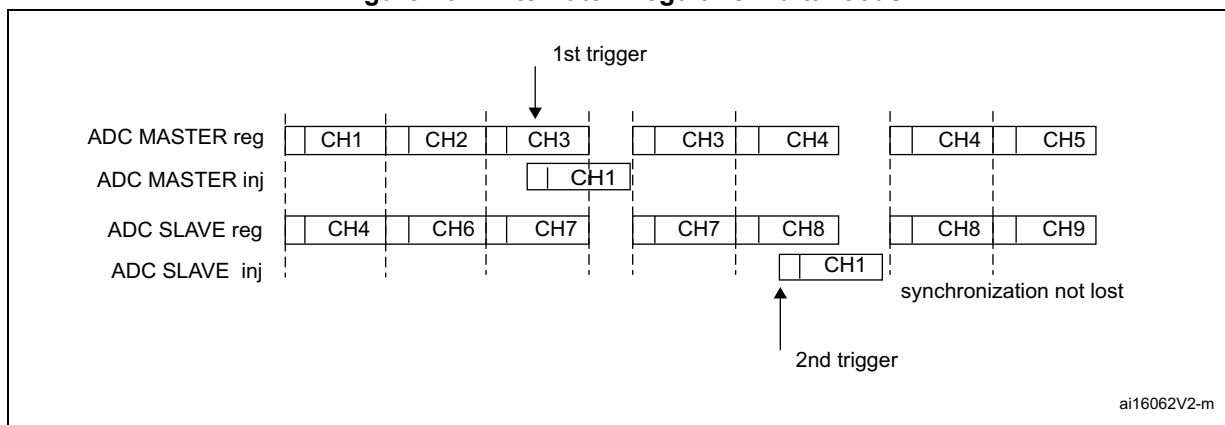 1st trigger
ADC MASTER reg CH1 CH2 CH3 CH3 CH4 CH4 CH5
ADC MASTER inj CH1
ADC SLAVE reg CH4 CH6 CH7 CH7 CH8 CH8 CH9
ADC SLAVE inj CH1
synchronization not lost
2nd trigger
ai16062V2-m